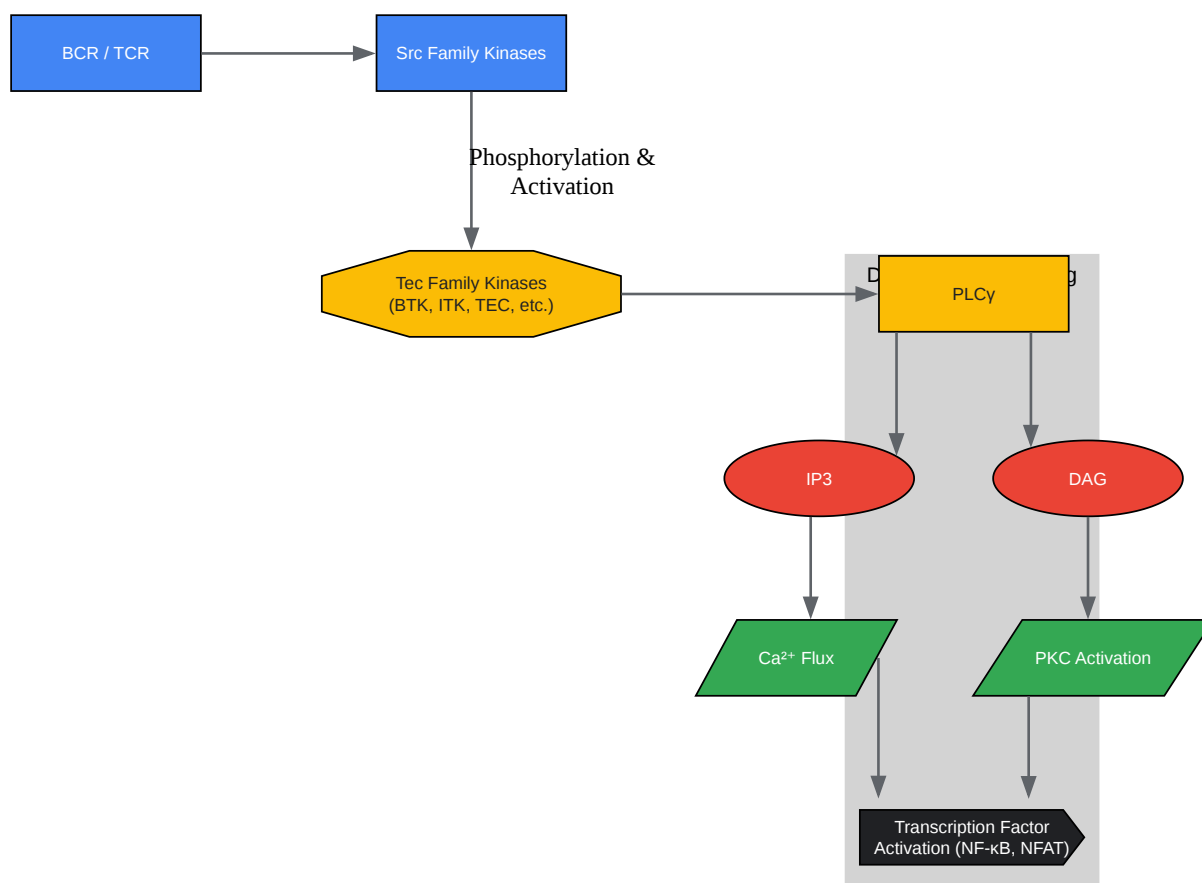 BCR / TCR
Src Family Kinases
Phosphorylation &
Activation
Tec Family Kinases
(BTK, ITK, TEC, etc.)
PLCγ
IP3
DAG
Ca²⁺ Flux
PKC Activation
Transcription Factor
Activation (NF-κB, NFAT)